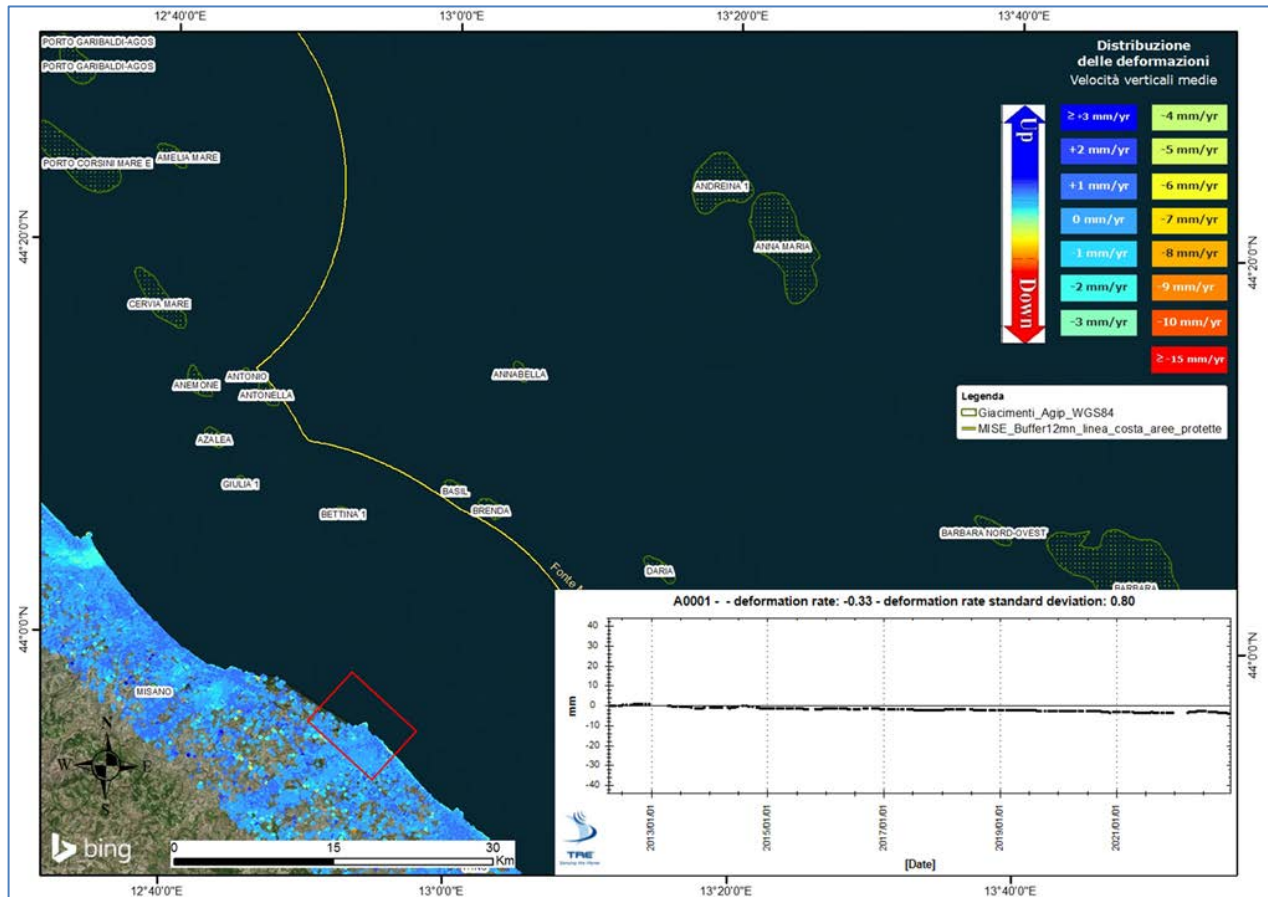 12°40'0"E
13°0'0"E
13°20'0"E
13°40'0"E
PORTO GARIBALDI-AGOS
PORTO GARIBALDI-AGOS
PORTO CORSINI MARE E
AMELIA MARE
ANDREINA 1
ANNA MARIA
CERVIA MARE
ANTONIO
ANEMONE
ANTONELLA
ANNABELLA
AZALEA
GIULIA 1
BASIL
BETTINA 1
BRENDA
BARBARA NORD-OVEST
DARIA
BARBARA
MISANO
44°20'0"N
44°0'0"N
44°20'0"N
44°0'0"N
Distribuzione
delle deformazioni
Velocità verticali medie
Up
Down
≥ +3 mm/yr
+2 mm/yr
+1 mm/yr
0 mm/yr
-1 mm/yr
-2 mm/yr
-3 mm/yr
-4 mm/yr
-5 mm/yr
-6 mm/yr
-7 mm/yr
-8 mm/yr
-9 mm/yr
-10 mm/yr
≥ -15 mm/yr
Legenda
Giacimenti_Agip_WGS84
MISE_Buffer12mn_linea_costa_aree_protette
A0001 - - deformation rate: -0.33 - deformation rate standard deviation: 0.80
mm
40
30
20
10
0
-10
-20
-30
-40
2013/01/01
2015/01/01
2017/01/01
2019/01/01
2021/01/01
[Date]
TRE
N
W
E
S
bing
0
15
30
Km
12°40'0"E
13°0'0"E
13°20'0"E
13°40'0"E